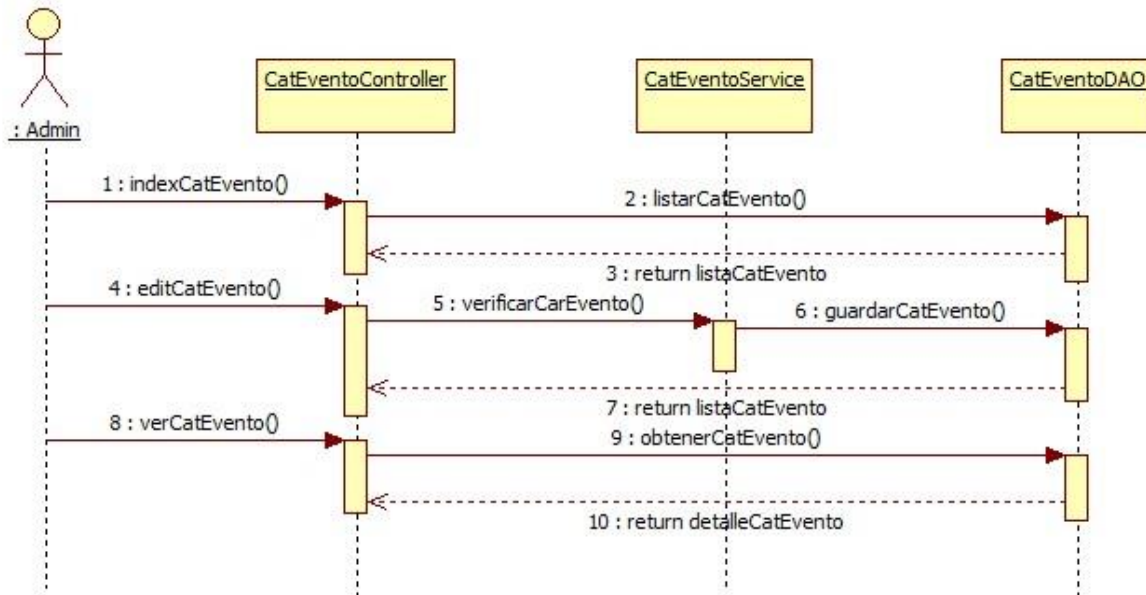 : Admin
CatEventoController
CatEventoService
CatEventoDAO
1 : indexCatEvento()
2 : listarCatEvento()
3 : return listaCatEvento
4 : editCatEvento()
5 : verificarCarEvento()
6 : guardarCatEvento()
7 : return listaCatEvento
8 : verCatEvento()
9 : obtenerCatEvento()
10 : return detalleCatEvento